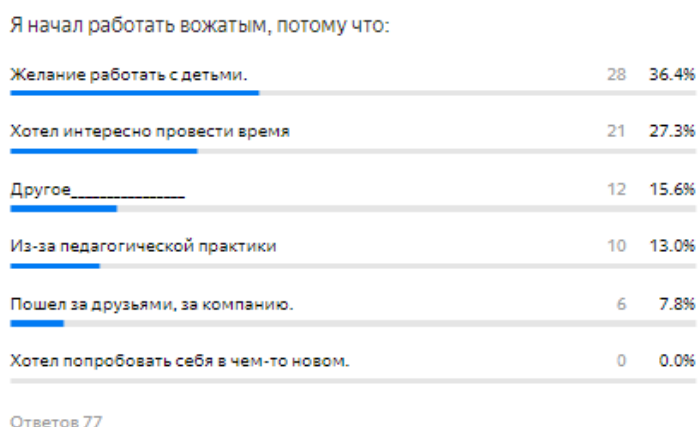 Я начал работать вожатым, потому что:
Желание работать с детьми. 28 36.4%
Хотел интересно провести время 21 27.3%
Другое________________ 12 15.6%
Из-за педагогической практики 10 13.0%
Пошел за друзьями, за компанию. 6 7.8%
Хотел попробовать себя в чем-то новом. 0 0.0%
Ответов 77